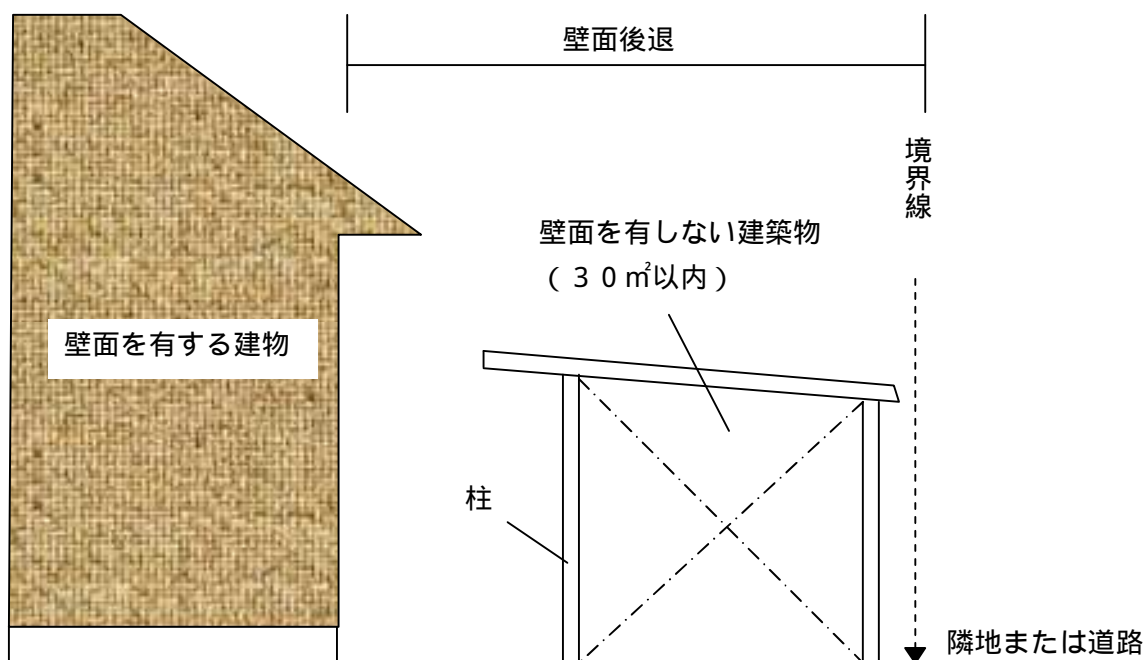 壁面後退
境界線
壁面を有しない建築物
（３０㎡以内）
壁面を有する建物
柱
隣地または道路